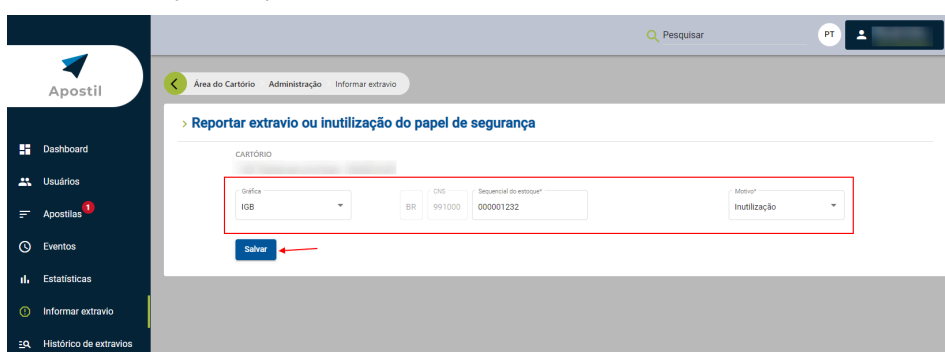 Pesquisar
PT
Apostil
Área do Cartório Administração Informar extravio
> Reportar extravio ou inutilização do papel de segurança
CARTÓRIO
Gráfica
IGB
BR
CNS
991000
Sequencial do estoque*
000001232
Motivo*
Inutilização
Salvar
Dashboard
Usuários
Apostilas 1
Eventos
Estatísticas
Informar extravio
Histórico de extravios